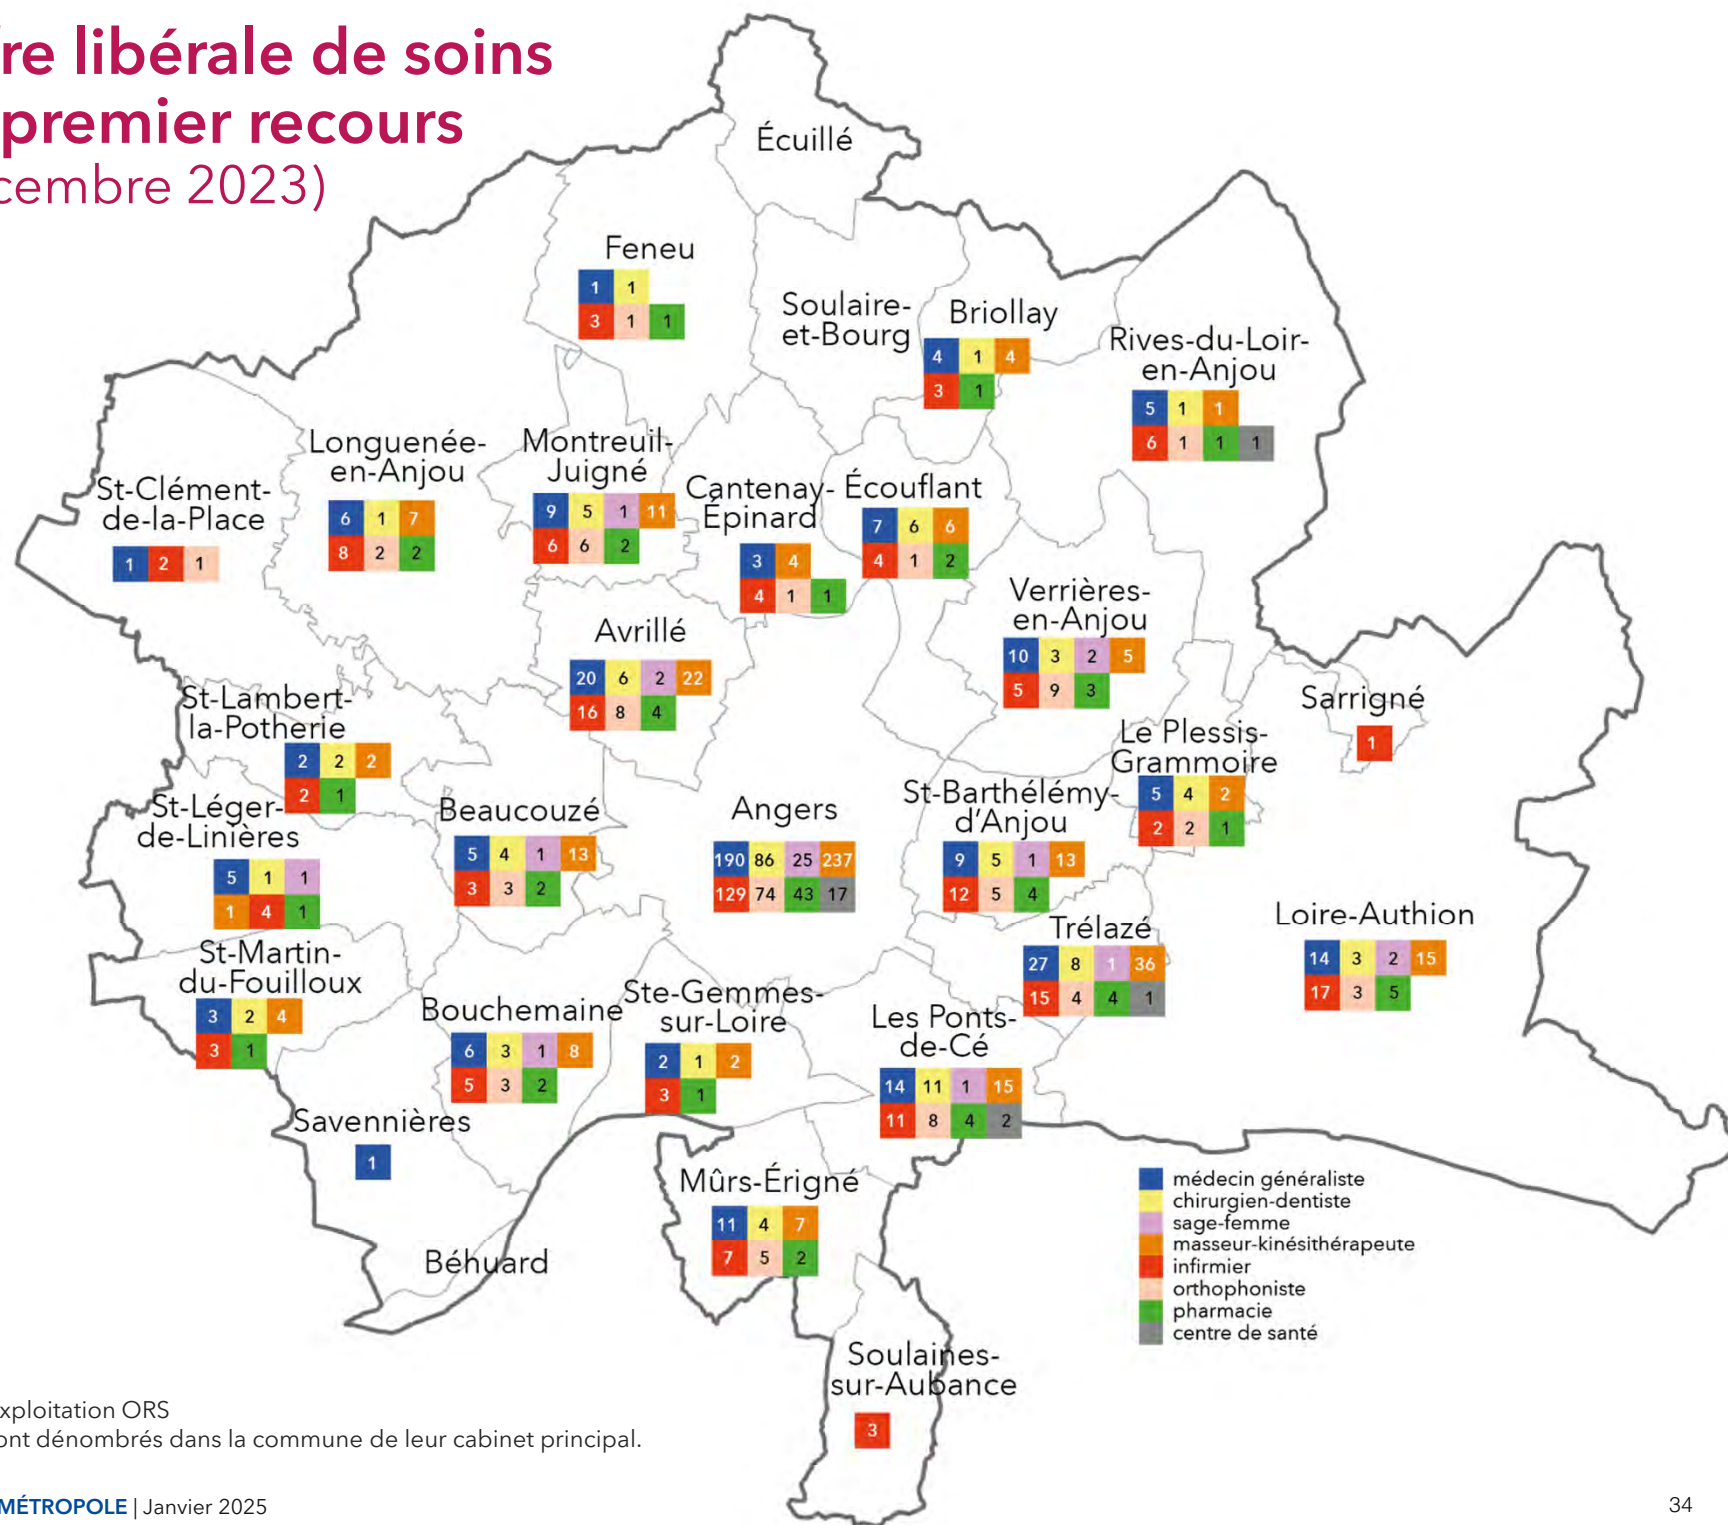 re libérale de soins
premier recours
cembre 2023)
Écuillé
Feneu
1 1
3 1 1
Soulaire-
et-Bourg
Briollay
4 1 4
3 1
Rives-du-Loir-
en-Anjou
5 1 1
6 1 1 1
St-Clément-
de-la-Place
1 2 1
Longuenée-
en-Anjou
6 1 7
8 2 2
Montreuil-
Juigné
9 5 1 11
6 6 2
Cantenay-
Épinard
3 4
4 1 1
Écouflant
7 6 6
4 1 2
Verrières-
en-Anjou
10 3 2 5
5 9 3
Avrillé
20 6 2 22
16 8 4
Sarrigné
1
St-Lambert-
la-Potherie
2 2 2
2 1
Le Plessis-
Grammoire
5 4 2
2 2 1
St-Léger-
de-Linières
5 1 1
1 4 1
Beaucouzé
5 4 1 13
3 3 2
Angers
190 86 25 237
129 74 43 17
St-Barthélémy-
d'Anjou
9 5 1 13
12 5 4
Trélazé
27 8 1 36
15 4 4 1
Loire-Authion
14 3 2 15
17 3 5
St-Martin-
du-Fouilloux
3 2 4
3 1
Bouchemaine
6 3 1 8
5 3 2
Ste-Gemmes-
sur-Loire
2 1 2
3 1
Les Ponts-
de-Cé
14 11 1 15
11 8 4 2
Savennières
1
Mûrs-Érigné
11 4 7
7 5 2
Béhuard
Soulaines-
sur-Aubance
3
médecin généraliste
chirurgien-dentiste
sage-femme
masseur-kinésithérapeute
infirmier
orthophoniste
pharmacie
centre de santé
xploitation ORS
ont dénombrés dans la commune de leur cabinet principal.
MÉTROPOLE | Janvier 2025
34